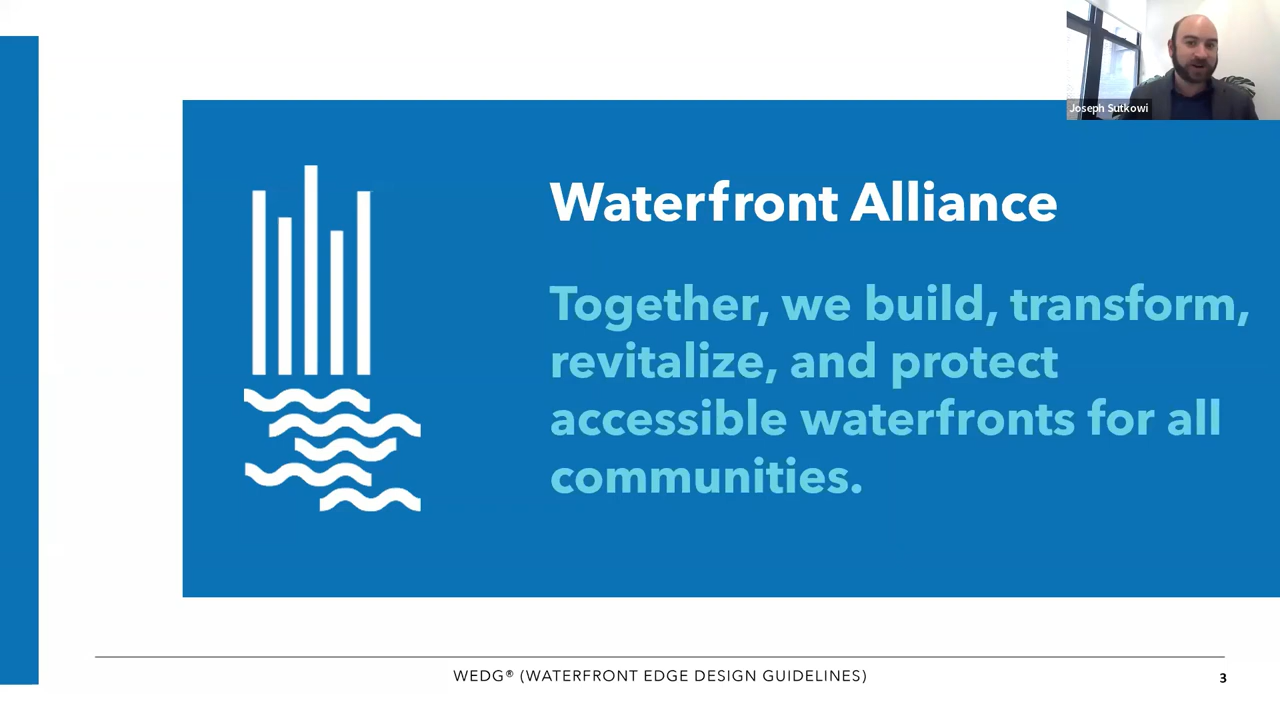 Joseph Sutkowi
Waterfront Alliance
Together, we build, transform,
revitalize, and protect
accessible waterfronts for all
communities.
WEDG® (WATERFRONT EDGE DESIGN GUIDELINES)
3